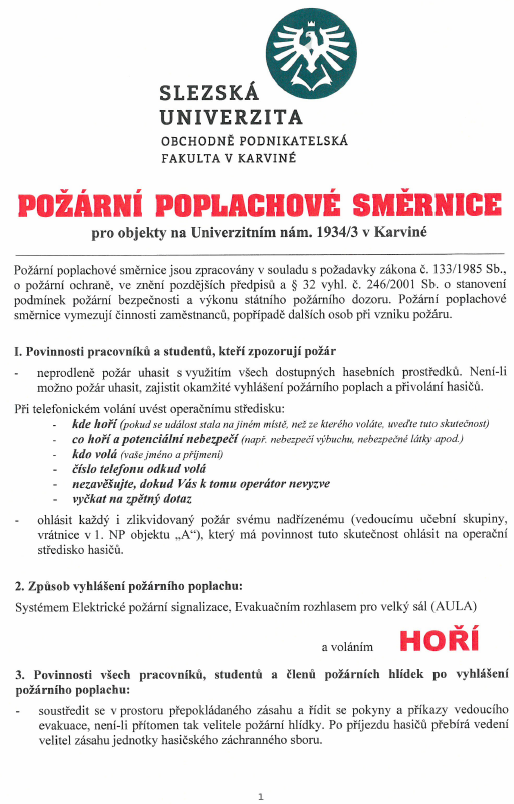 SLEZSKÁ
UNIVERZITA
OBCHODNĚ PODNIKATELSKÁ
FAKULTA V KARVINÉ
POŽÁRNÍ POPLACHOVÉ SMĚRNICE
pro objekty na Univerzitním nám. 1934/3 v Karviné
Požární poplachové směrnice jsou zpracovány v souladu s požadavky zákona č. 133/1985 Sb.,
o požární ochraně, ve znění pozdějších předpisů a § 32 vyhl. č. 246/2001 Sb. o stanovení
podmínek požární bezpečnosti a výkonu státního požárního dozoru. Požární poplachové
směrnice vymezují činnosti zaměstnanců, popřípadě dalších osob při vzniku požáru.
I. Povinnosti pracovníků a studentů, kteří zpozorují požár
- neprodleně požár uhasit s využitím všech dostupných hasebních prostředků. Není-li
možno požár uhasit, zajistit okamžité vyhlášení požárního poplach a přivolání hasičů.
Při telefonickém volání uvést operačnímu středisku:
- kde hoří (pokud se událost stala na jiném místě, než ze kterého voláte, uveďte tuto skutečnost)
- co hoří a potenciální nebezpečí (např. nebezpečí výbuchu, nebezpečné látky apod.)
- kdo volá (vaše jméno a příjmení)
- číslo telefonu odkud volá
- nezavěšujte, dokud Vás k tomu operátor nevyzve
- vyčkat na zpětný dotaz
- ohlásit každý i zlikvidovaný požár svému nadřízenému (vedoucímu učební skupiny,
vrátnice v 1. NP objektu „A“), který má povinnost tuto skutečnost ohlásit na operační
středisko hasičů.
2. Způsob vyhlášení požárního poplachu:
Systémem Elektrické požární signalizace, Evakuačním rozhlasem pro velký sál (AULA)
a voláním HOŘÍ
3. Povinnosti všech pracovníků, studentů a členů požárních hlídek po vyhlášení
požárního poplachu:
- soustředit se v prostoru přepokládaného zásahu a řídit se pokyny a příkazy vedoucího
evakuace, není-li přítomen tak velitele požární hlídky. Po příjezdu hasičů přebírá vedení
velitel zásahu jednotky hasičského záchranného sboru.
1